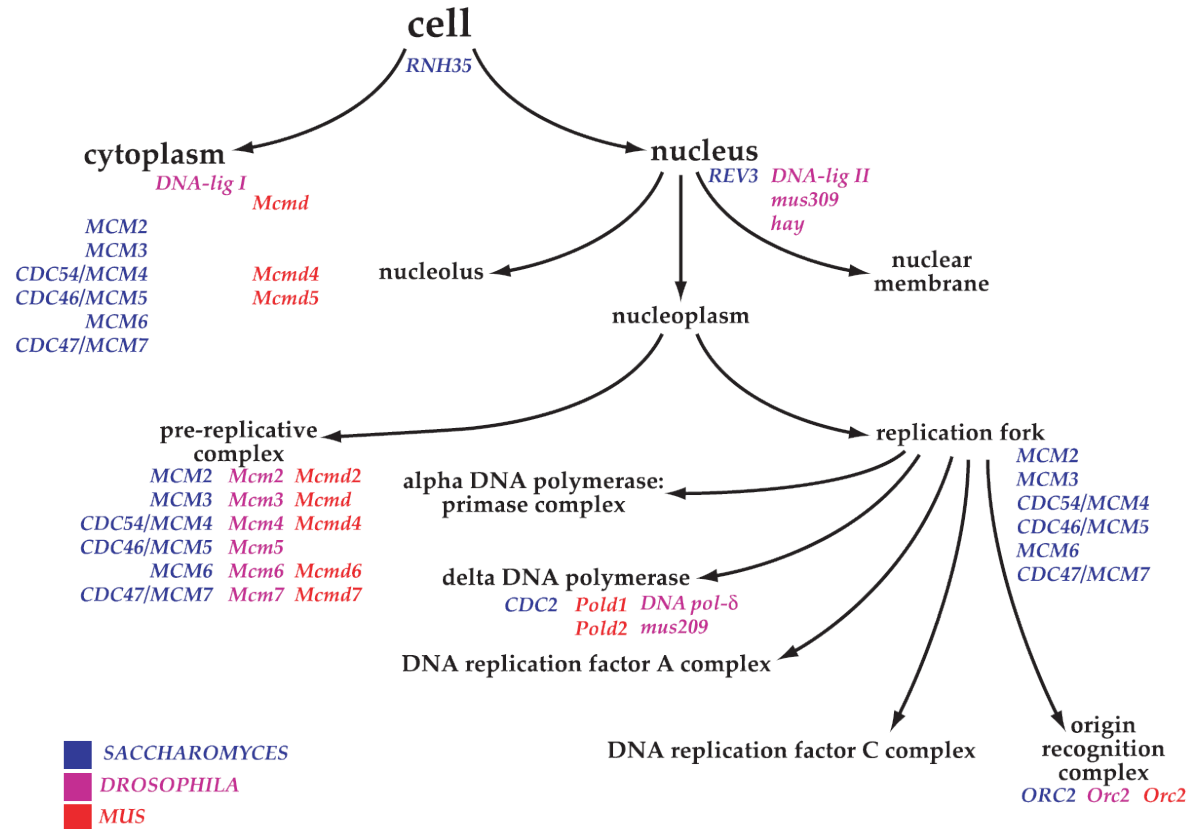 cell
RNH35
cytoplasm
DNA-lig I
Mcmd
MCM2
MCM3
CDC54/MCM4 Mcmd4
CDC46/MCM5 Mcmd5
MCM6
CDC47/MCM7
nucleus
REV3 DNA-lig II
mus309
hay
nucleolus
nuclear
membrane
nucleoplasm
pre-replicative
complex
MCM2 Mcm2 Mcmd2
MCM3 Mcm3 Mcmd
CDC54/MCM4 Mcm4 Mcmd4
CDC46/MCM5 Mcm5
MCM6 Mcm6 Mcmd6
CDC47/MCM7 Mcm7 Mcmd7
replication fork
MCM2
MCM3
CDC54/MCM4
CDC46/MCM5
MCM6
CDC47/MCM7
alpha DNA polymerase:
primase complex
delta DNA polymerase
CDC2 Pold1 DNA pol-δ
Pold2 mus209
DNA replication factor A complex
DNA replication factor C complex
origin
recognition
complex
ORC2 Orc2 Orc2
SACCHAROMYCES
DROSOPHILA
MUS